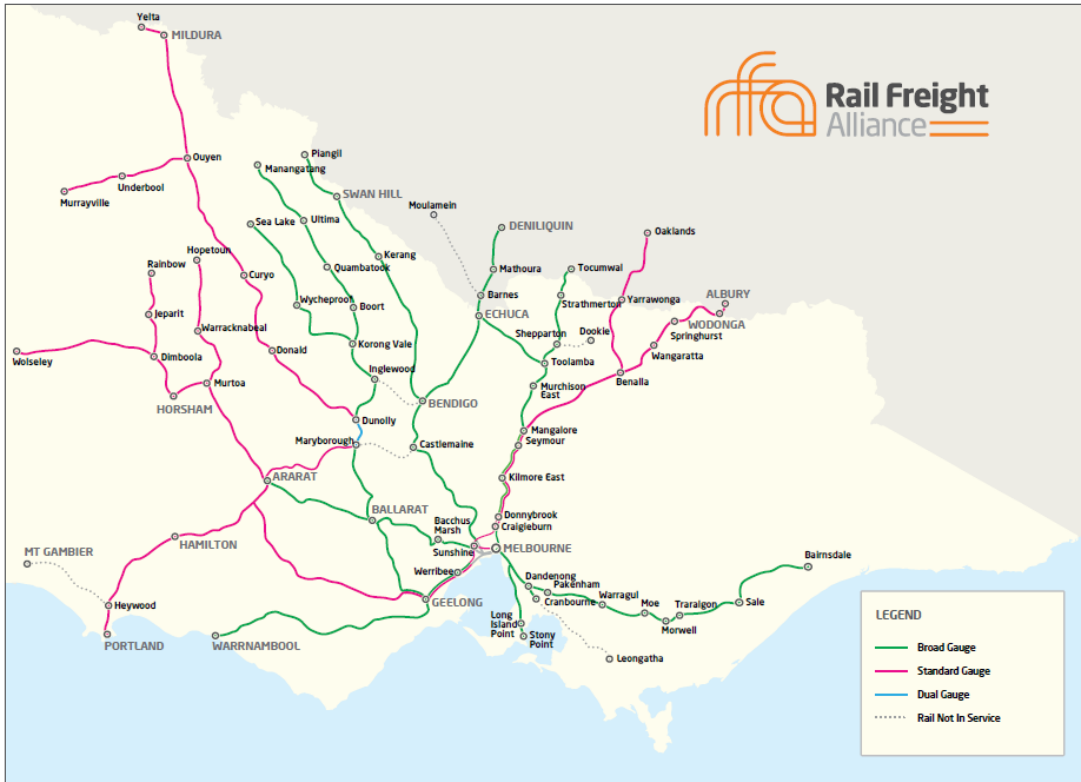 Yelta
MILDURA
rfa
Rail Freight
Alliance
Ouyen
Underbool
Murrayville
Piangil
Manangatang
SWAN HILL
Moulamein
Sea Lake
Ultima
DENILIQUIN
Oaklands
Hopetoun
Rainbow
Kerang
Curyo
Quambatook
Mathoura
Tocumwal
Wycheproof
Boort
Barnes
Strathmerton
Yarrawonga
ALBURY
Jeparit
Warracknabeal
ECHUCA
WODONGA
Springhurst
Shepparton
Dookie
Korong Vale
Donald
Wolseley
Dimboola
Toolamba
Wangaratta
Inglewood
Benalla
Murtoa
Murchison
East
HORSHAM
BENDIGO
Dunolly
Mangalore
Maryborough
Castlemaine
Seymour
ARARAT
Kilmore East
BALLARAT
Donnybrook
Bacchus
Marsh
Craigieburn
HAMILTON
Sunshine
MELBOURNE
MT GAMBIER
Werribee
Bairnsdale
Dandenong
Pakenham
Cranbourne
Warragul
GEELONG
Heywood
Moe
Traralgon
Sale
Long
Island
Point
Morwell
Stony
Point
PORTLAND
WARRNAMBOOL
Leongatha
LEGEND
Broad Gauge
Standard Gauge
Dual Gauge
Rail Not In Service